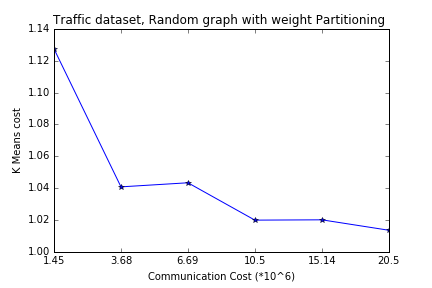 Traffic dataset, Random graph with weight Partitioning
1.14
1.12
1.10
1.08
1.06
1.04
1.02
1.00
K Means cost
1.45 3.68 6.69 10.5 15.14 20.5
Communication Cost (*10^6)